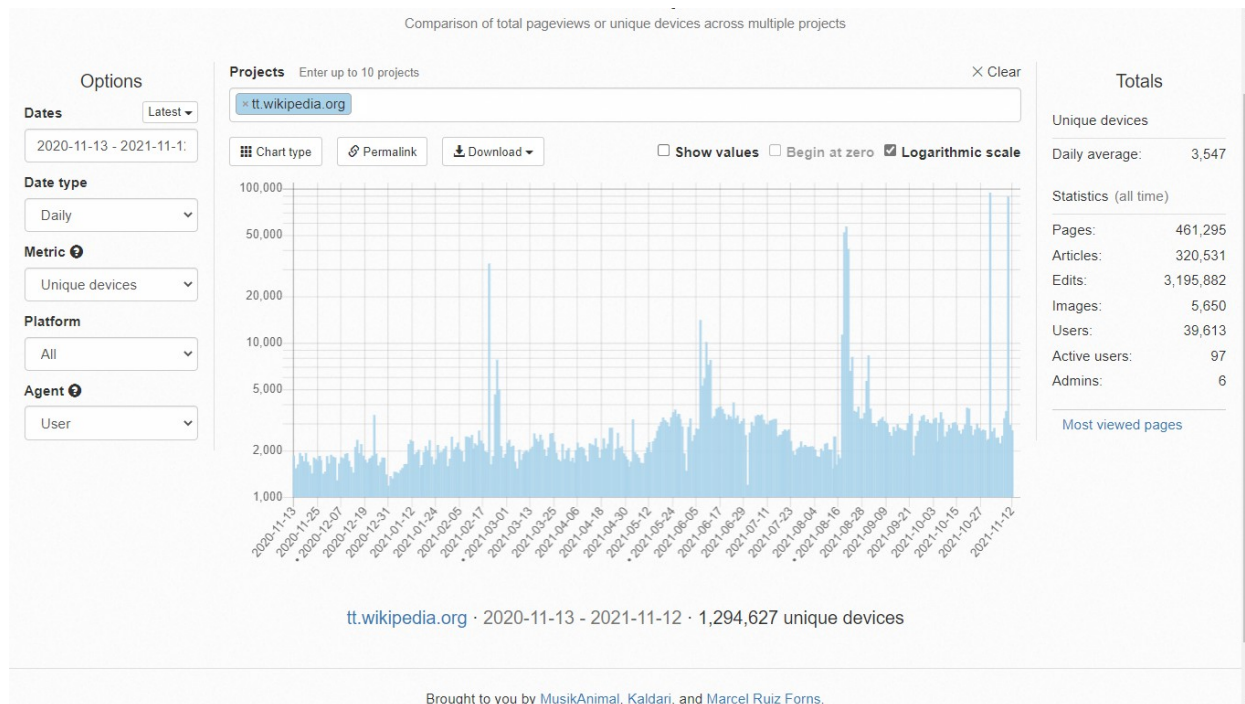 Comparison of total pageviews or unique devices across multiple projects
Options
Dates
Latest
2020-11-13 - 2021-11-1
Date type
Daily
Metric
Unique devices
Platform
All
Agent
User
Projects Enter up to 10 projects
× Clear
× tt.wikipedia.org
Chart type
Permalink
Download
Show values
Begin at zero
Logarithmic scale
100,000
50,000
20,000
10,000
5,000
2,000
1,000
2020-11-13
2020-11-25
• 2020-12-07
2020-12-19
2020-12-31
2021-01-12
2021-01-24
2021-02-05
2021-02-17
• 2021-03-01
2021-03-13
2021-03-25
2021-04-06
2021-04-18
2021-04-30
• 2021-05-12
2021-05-24
2021-06-05
2021-06-17
2021-06-29
2021-07-11
2021-07-23
• 2021-08-04
2021-08-16
2021-08-28
2021-09-09
2021-09-21
2021-10-03
2021-10-15
2021-10-27
2021-11-12
tt.wikipedia.org · 2020-11-13 - 2021-11-12 · 1,294,627 unique devices
Totals
Unique devices
Daily average: 3,547
Statistics (all time)
Pages: 461,295
Articles: 320,531
Edits: 3,195,882
Images: 5,650
Users: 39,613
Active users: 97
Admins: 6
Most viewed pages
Brought to you by MusikAnimal, Kaldari, and Marcel Ruiz Forns.